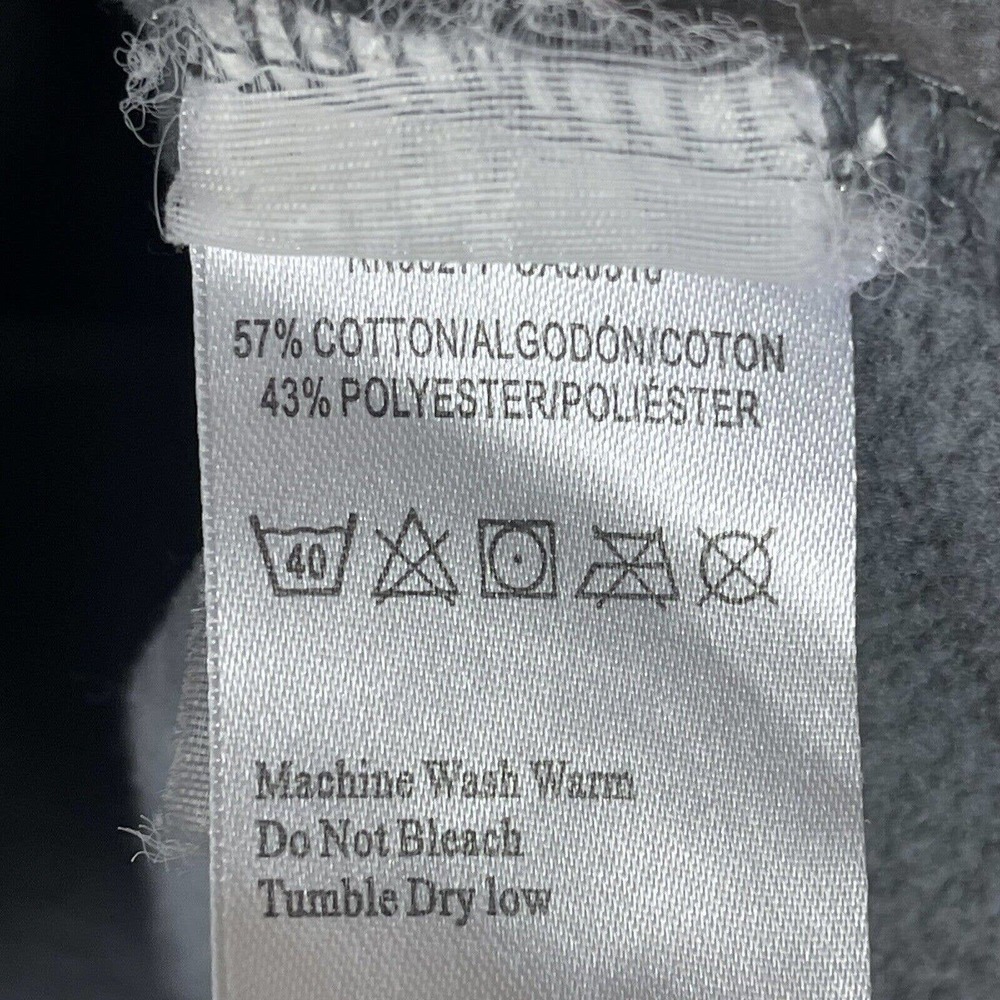 57% COTTON/ALGODÓN/COTON
43% POLYESTER/POLIÉSTER
40
Machine Wash Warm
Do Not Bleach
Tumble Dry low